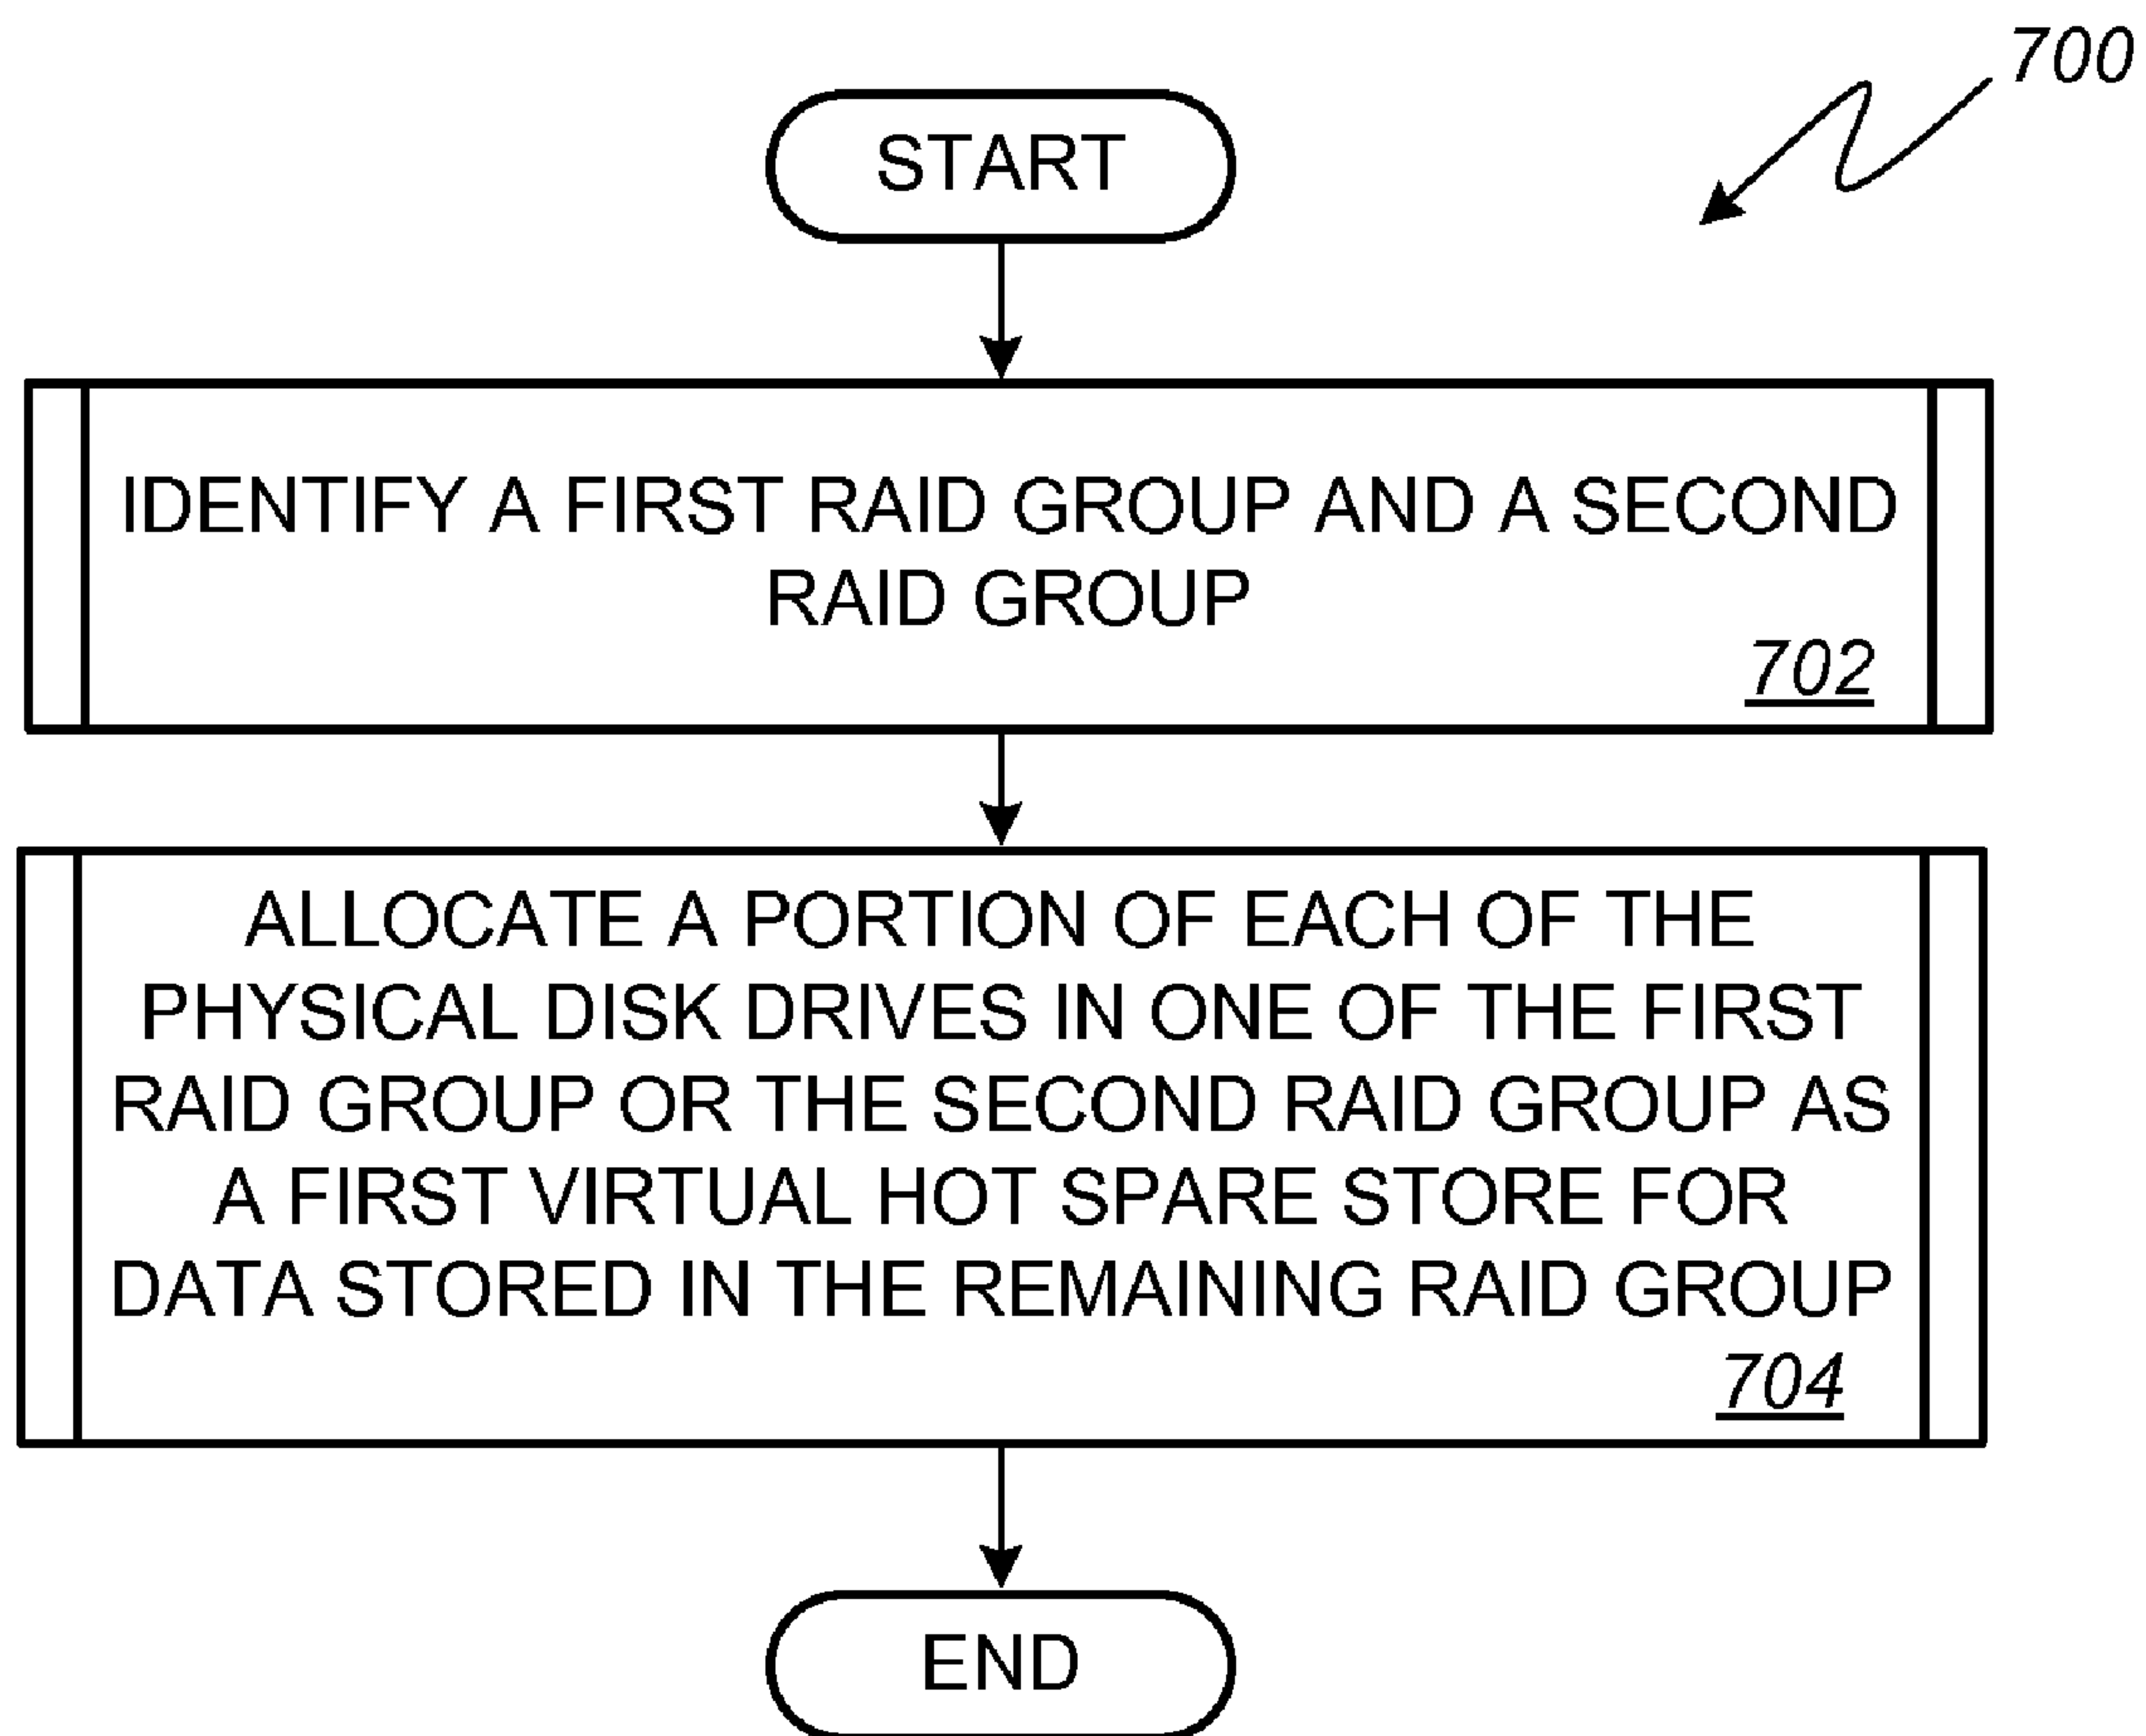 700
START
IDENTIFY A FIRST RAID GROUP AND A SECOND
RAID GROUP
702
ALLOCATE A PORTION OF EACH OF THE
PHYSICAL DISK DRIVES IN ONE OF THE FIRST
RAID GROUP OR THE SECOND RAID GROUP AS
A FIRST VIRTUAL HOT SPARE STORE FOR
DATA STORED IN THE REMAINING RAID GROUP
704
END